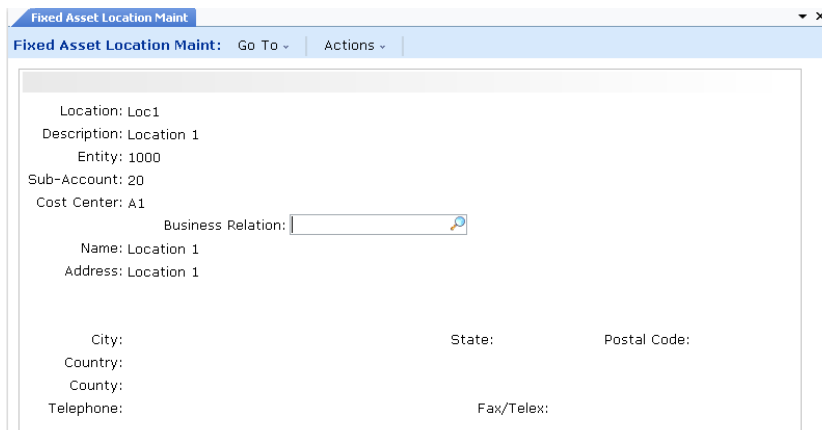 Fixed Asset Location Maint
Fixed Asset Location Maint: Go To Actions
Location: Loc1
Description: Location 1
Entity: 1000
Sub-Account: 20
Cost Center: A1
Business Relation:
Name: Location 1
Address: Location 1
City: State: Postal Code:
Country:
County:
Telephone: Fax/Telex: